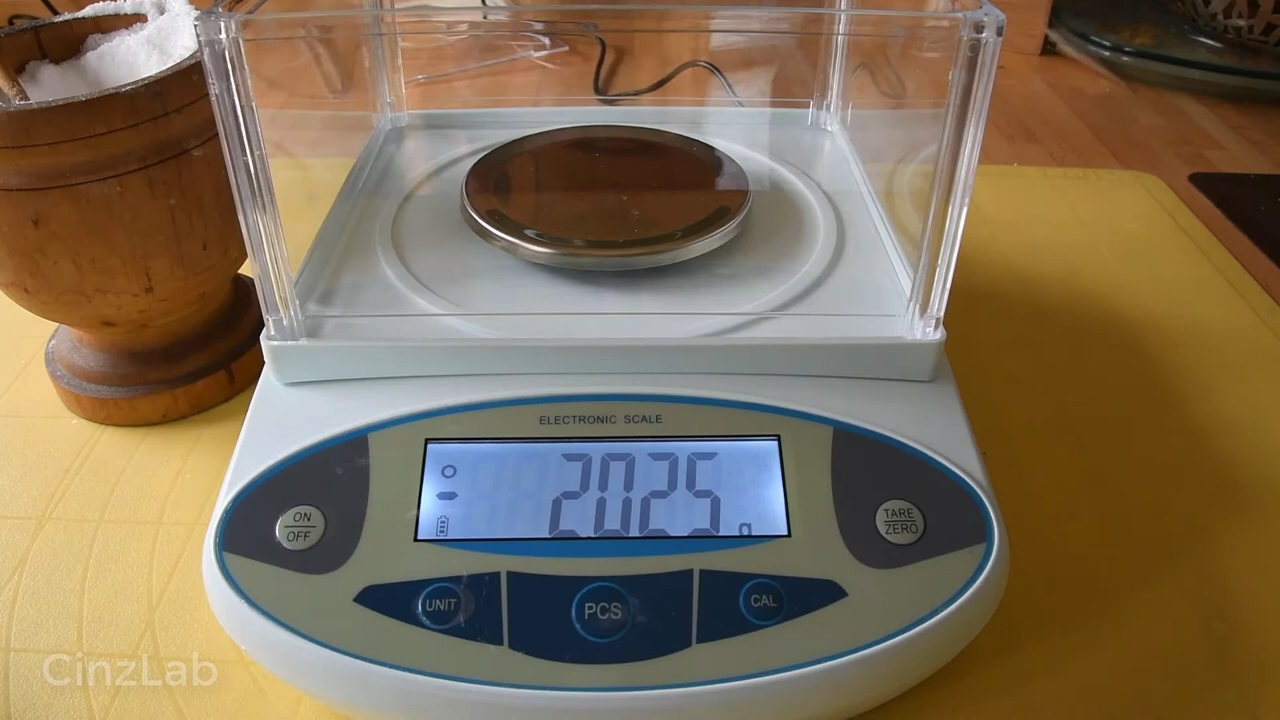 ELECTRONIC SCALE
2025 g
ON
OFF
TARE
ZERO
UNIT
PCS
CAL
CinzLab